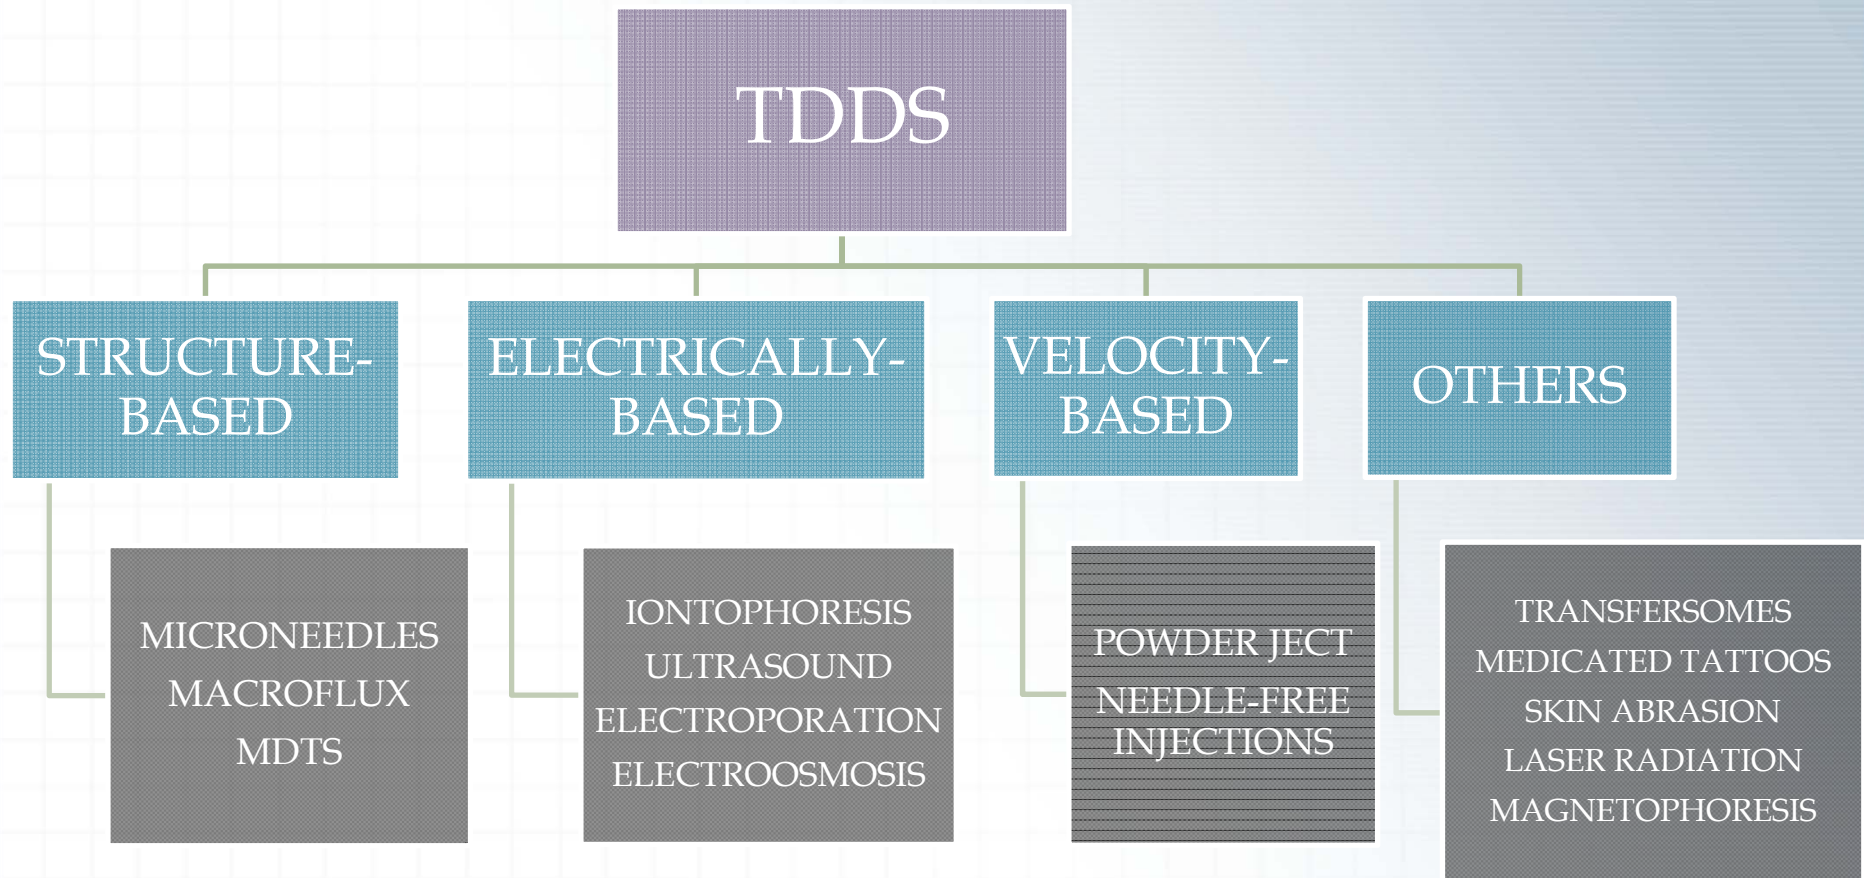 TDDS
STRUCTURE-
BASED
ELECTRICALLY-
BASED
VELOCITY-
BASED
OTHERS
MICRONEEDLES
MACROFLUX
MDTS
IONTOPHORESIS
ULTRASOUND
ELECTROPORATION
ELECTROOSMOSIS
POWDER JECT
NEEDLE-FREE
INJECTIONS
TRANSFERSOMES
MEDICATED TATTOOS
SKIN ABRASION
LASER RADIATION
MAGNETOPHORESIS